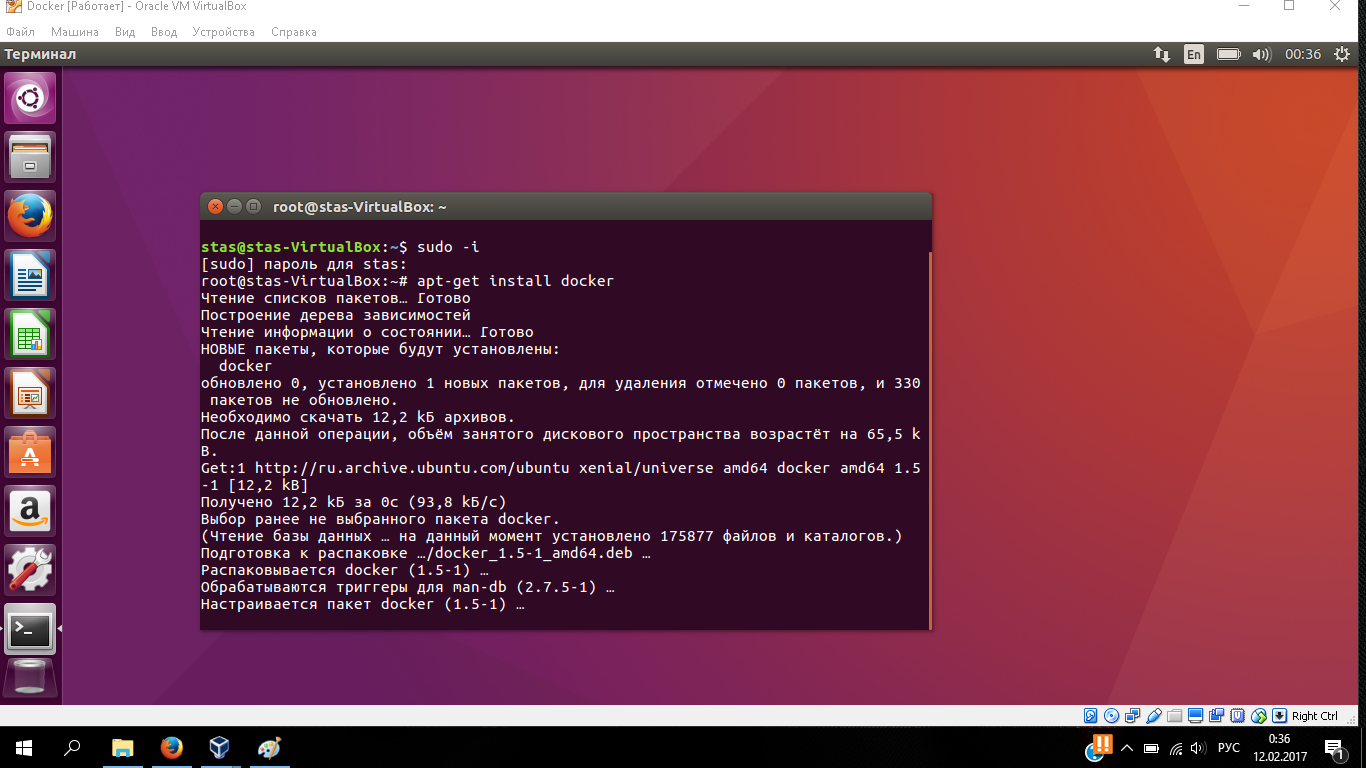 Docker [Работает] - Oracle VM VirtualBox
Файл Машина Вид Ввод Устройства Справка
Терминал En 00:36
root@stas-VirtualBox: ~
stas@stas-VirtualBox:~$ sudo -i
[sudo] пароль для stas:
root@stas-VirtualBox:~# apt-get install docker
Чтение списков пакетов… Готово
Построение дерева зависимостей
Чтение информации о состоянии… Готово
НОВЫЕ пакеты, которые будут установлены:
docker
обновлено 0, установлено 1 новых пакетов, для удаления отмечено 0 пакетов, и 330
пакетов не обновлено.
Необходимо скачать 12,2 kБ архивов.
После данной операции, объём занятого дискового пространства возрастёт на 65,5 k
B.
Get:1 http://ru.archive.ubuntu.com/ubuntu xenial/universe amd64 docker amd64 1.5
-1 [12,2 kB]
Получено 12,2 kБ за 0с (93,8 kБ/c)
Выбор ранее не выбранного пакета docker.
(Чтение базы данных … на данный момент установлено 175877 файлов и каталогов.)
Подготовка к распаковке …/docker_1.5-1_amd64.deb …
Распаковывается docker (1.5-1) …
Обрабатываются триггеры для man-db (2.7.5-1) …
Настраивается пакет docker (1.5-1) …
Right Ctrl
РУС
0:36
12.02.2017
1